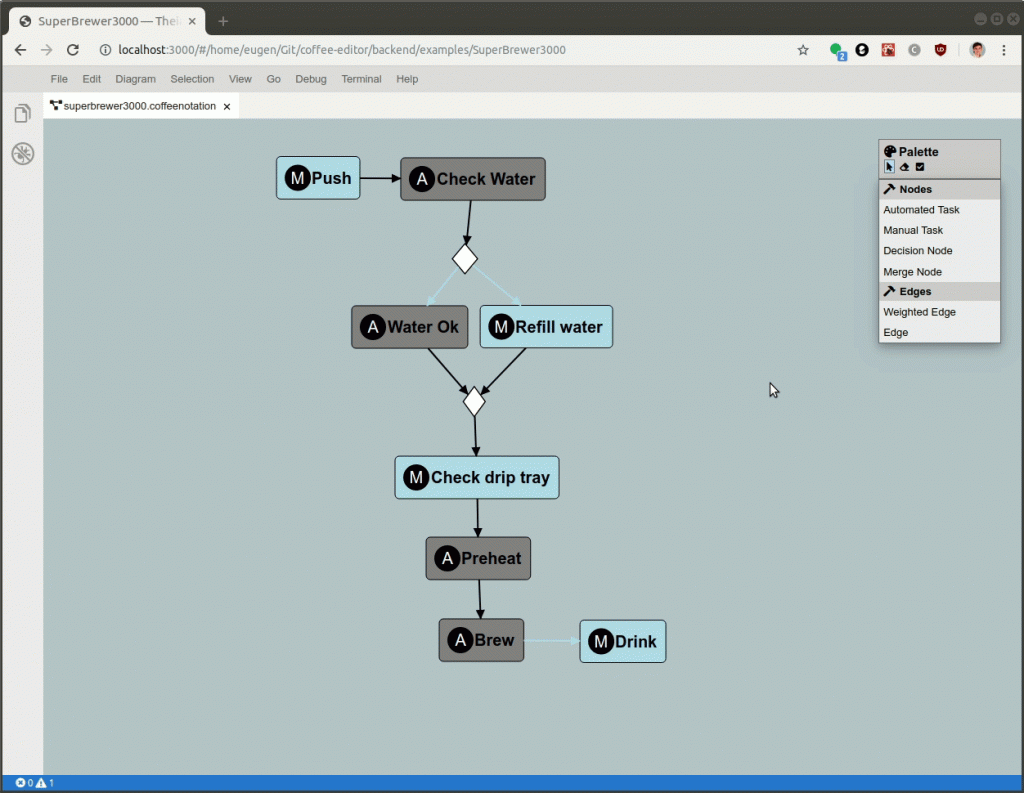 SuperBrewer3000 — Thei
localhost:3000/#/home/eugen/Git/coffee-editor/backend/examples/SuperBrewer3000
2
File Edit Diagram Selection View Go Debug Terminal Help
superbrewer3000.coffeenotation
M Push
A Check Water
A Water Ok
M Refill water
M Check drip tray
A Preheat
A Brew
M Drink
Palette
Nodes
Automated Task
Manual Task
Decision Node
Merge Node
Edges
Weighted Edge
Edge
0 1